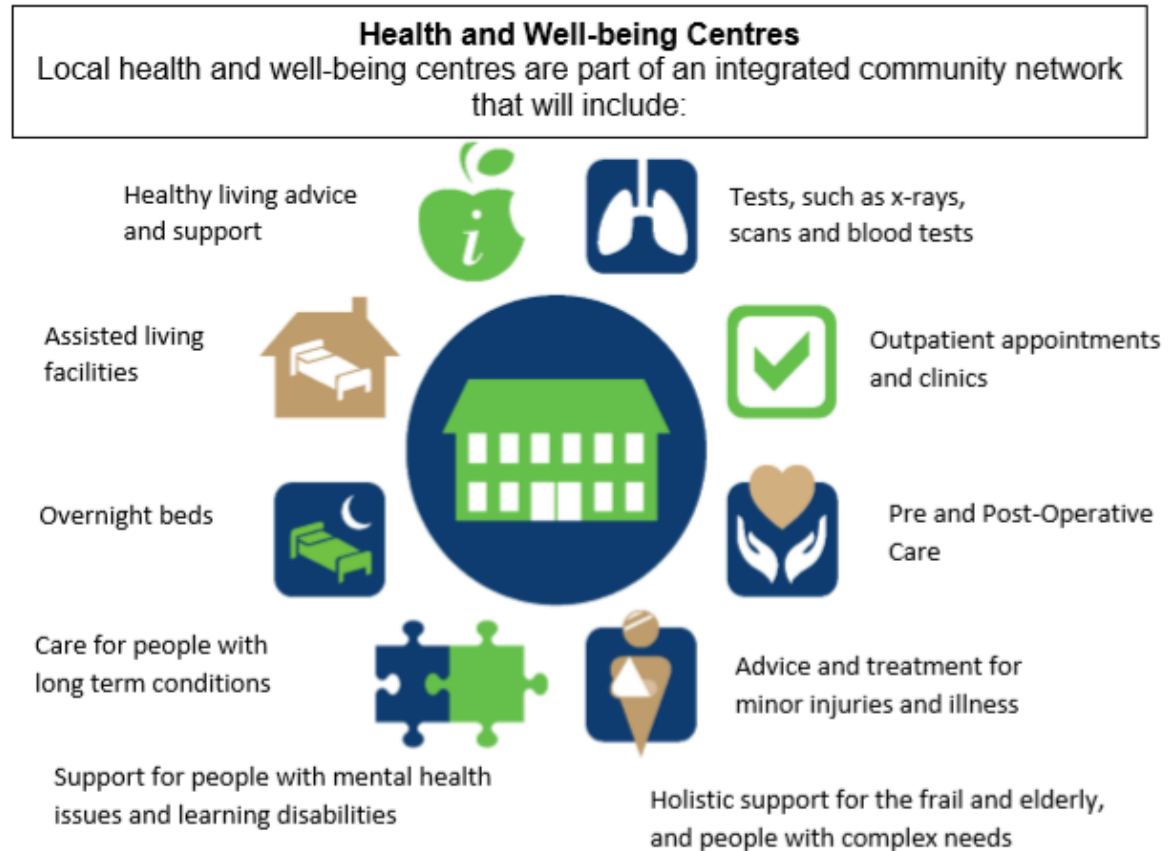 Health and Well-being Centres
Local health and well-being centres are part of an integrated community network
that will include:
Healthy living advice
and support
i
Tests, such as x-rays,
scans and blood tests
Assisted living
facilities
Outpatient appointments
and clinics
Overnight beds
Pre and Post-Operative
Care
Care for people with
long term conditions
Advice and treatment for
minor injuries and illness
Support for people with mental health
issues and learning disabilities
Holistic support for the frail and elderly,
and people with complex needs